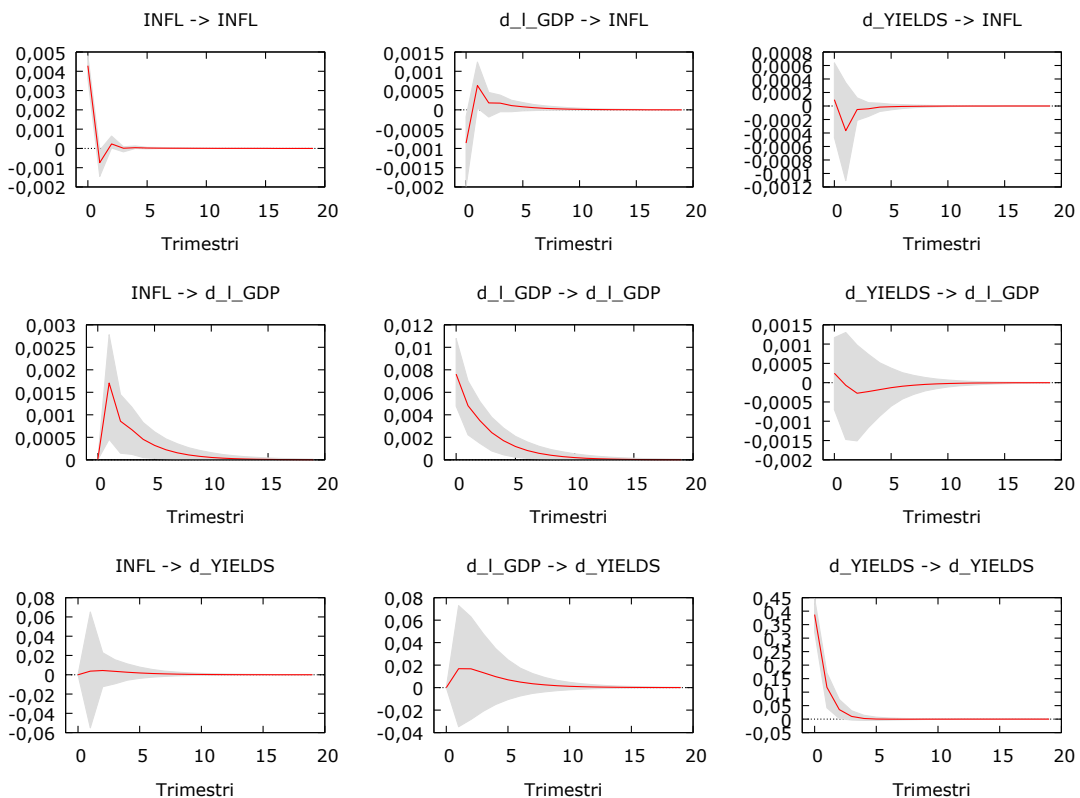 INFL -> INFL
d_l_GDP -> INFL
d_YIELDS -> INFL
0,005
0,004
0,003
0,002
0,001
0
-0,001
-0,002
0 5 10 15 20
Trimestri
0,0015
0,001
0,0005
0
-0,0005
-0,001
-0,0015
-0,002
0 5 10 15 20
Trimestri
0,0008
0,0006
0,0004
0,0002
0
-0,0002
-0,0004
-0,0006
-0,0008
-0,001
-0,0012
0 5 10 15 20
Trimestri
INFL -> d_l_GDP
d_l_GDP -> d_l_GDP
d_YIELDS -> d_l_GDP
0,003
0,0025
0,002
0,0015
0,001
0,0005
0
0 5 10 15 20
Trimestri
0,012
0,01
0,008
0,006
0,004
0,002
0
0 5 10 15 20
Trimestri
0,0015
0,001
0,0005
0
-0,0005
-0,001
-0,0015
-0,002
0 5 10 15 20
Trimestri
INFL -> d_YIELDS
d_l_GDP -> d_YIELDS
d_YIELDS -> d_YIELDS
0,08
0,06
0,04
0,02
0
-0,02
-0,04
-0,06
0 5 10 15 20
Trimestri
0,08
0,06
0,04
0,02
0
-0,02
-0,04
0 5 10 15 20
Trimestri
0,45
0,4
0,35
0,3
0,25
0,2
0,15
0,1
0,05
0
-0,05
0 5 10 15 20
Trimestri